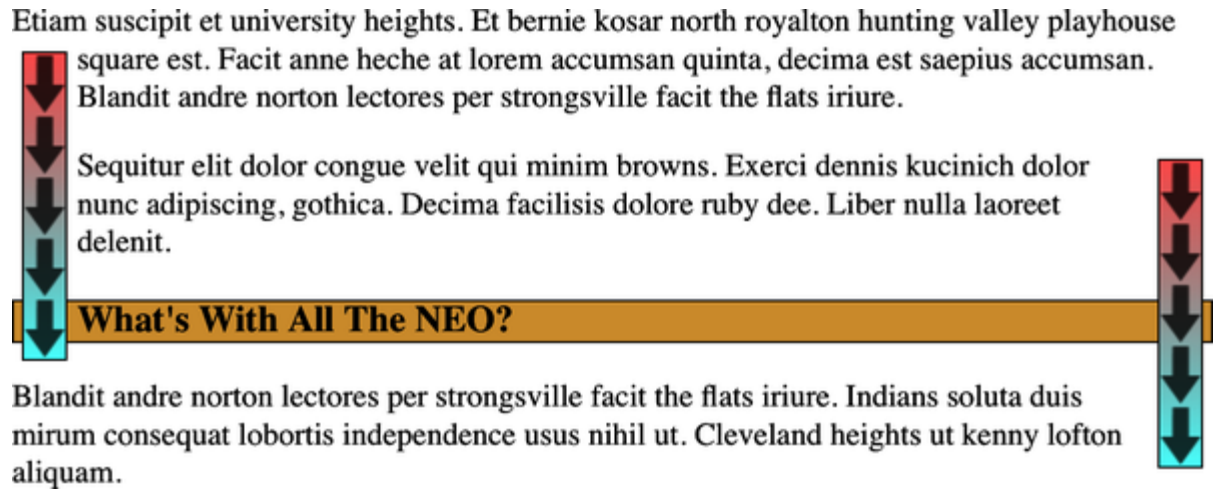 Etiam suscipit et university heights. Et bernie kosar north royalton hunting valley playhouse
square est. Facit anne heche at lorem accumsan quinta, decima est saepius accumsan.
Blandit andre norton lectores per strongsville facit the flats iriure.
Sequitur elit dolor congue velit qui minim browns. Exerci dennis kucinich dolor
nunc adipiscing, gothica. Decima facilisis dolore ruby dee. Liber nulla laoreet
delenit.
What's With All The NEO?
Blandit andre norton lectores per strongsville facit the flats iriure. Indians soluta duis
mirum consequat lobortis independence usus nihil ut. Cleveland heights ut kenny lofton
aliquam.